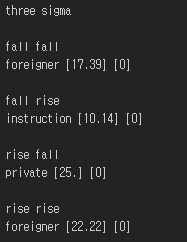 three sigma
fall fall
foreigner [17.39] [0]
fall rise
instruction [10.14] [0]
rise fall
private [25.] [0]
rise rise
foreigner [22.22] [0]